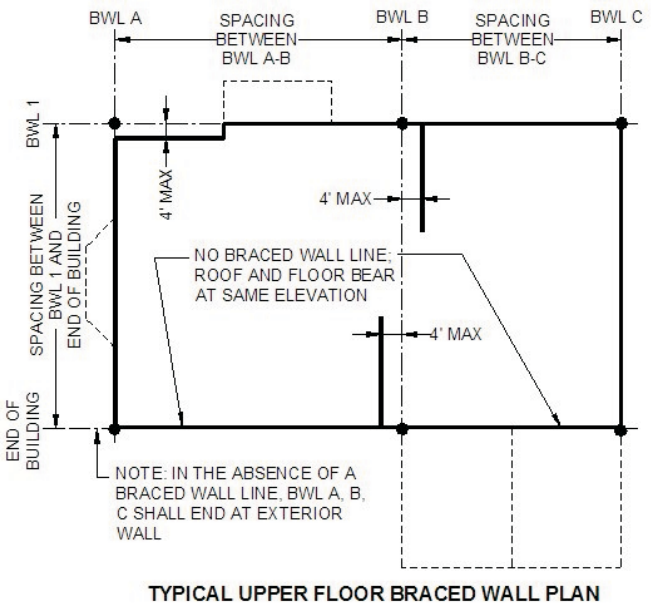 BWL A
SPACING
BETWEEN
BWL A-B
BWL B
SPACING
BETWEEN
BWL B-C
BWL C
BWL 1
4' MAX
4' MAX
SPACING BETWEEN
BWL 1 AND
END OF BUILDING
NO BRACED WALL LINE;
ROOF AND FLOOR BEAR
AT SAME ELEVATION
4' MAX
END OF
BUILDING
NOTE: IN THE ABSENCE OF A
BRACED WALL LINE, BWL A, B,
C SHALL END AT EXTERIOR
WALL
TYPICAL UPPER FLOOR BRACED WALL PLAN